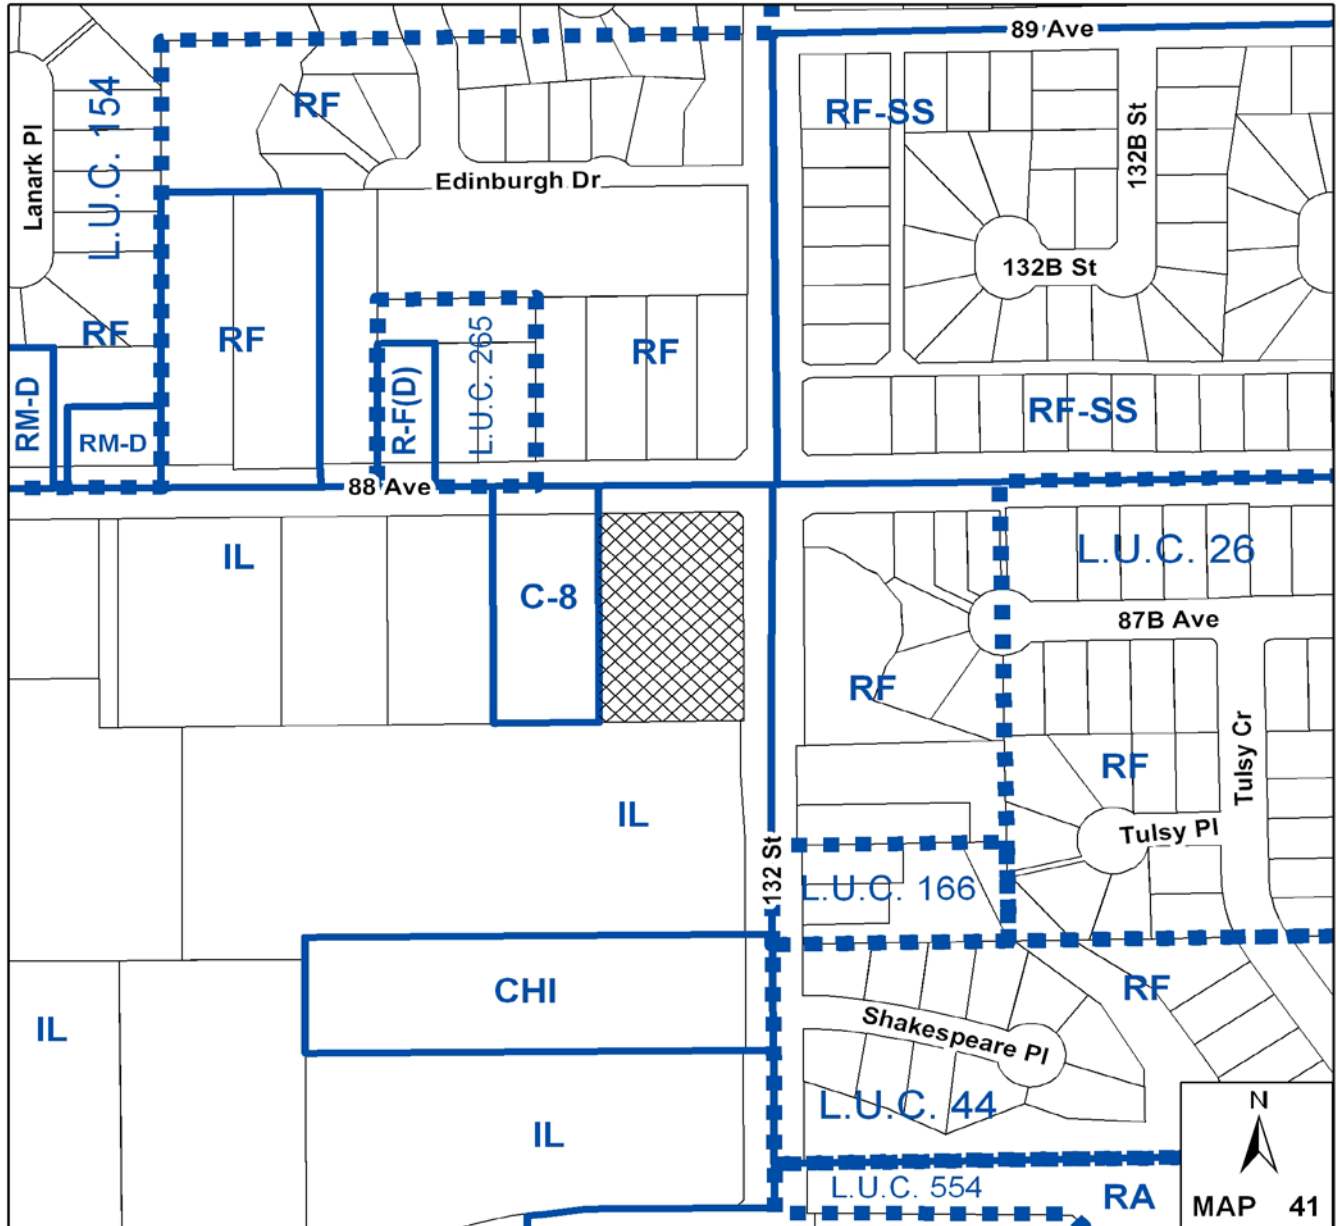 89 Ave
L.U.C. 154
RF
RF-SS
132B St
Lanark Pl
Edinburgh Dr
132B St
RF
RF
L.U.C. 265
RF
RM-D
RM-D
R-F(D)
RF-SS
88 Ave
IL
C-8
L.U.C. 26
87B Ave
RF
RF
Tulsy Cr
IL
Tulsy Pl
132 St
L.U.C. 166
CHI
RF
IL
Shakespeare Pl
L.U.C. 44
IL
N
L.U.C. 554
RA
MAP 41